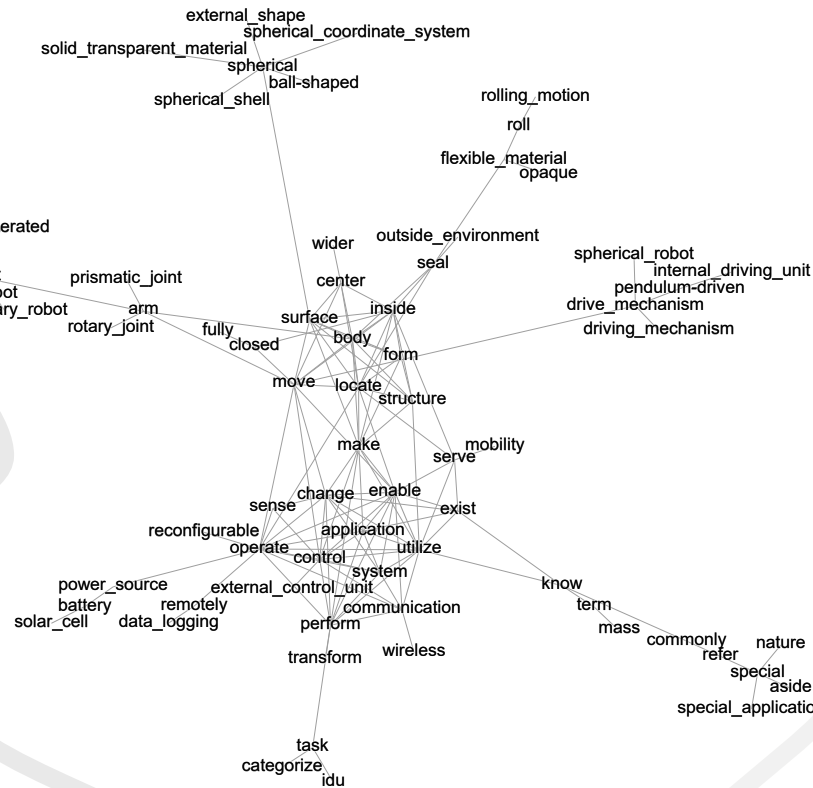 external_shape
spherical_coordinate_system
solid_transparent_material
spherical
ball-shaped
spherical_shell
rolling_motion
roll
flexible_material
opaque
erated
outside_environment
wider
seal
spherical_robot
internal_driving_unit
prismatic_joint
center
pendulum-driven
bot
drive_mechanism
arm
inside
ary_robot
surface
rotary_joint
fully
driving_mechanism
closed
body
form
move
locate
structure
make
mobility
serve
change
enable
sense
exist
reconfigurable
application
operate
control
utilize
system
power_source
external_control_unit
know
battery
remotely
communication
term
solar_cell
data_logging
perform
mass
commonly
nature
transform
wireless
refer
special
aside
special_applicatio
task
categorize
idu